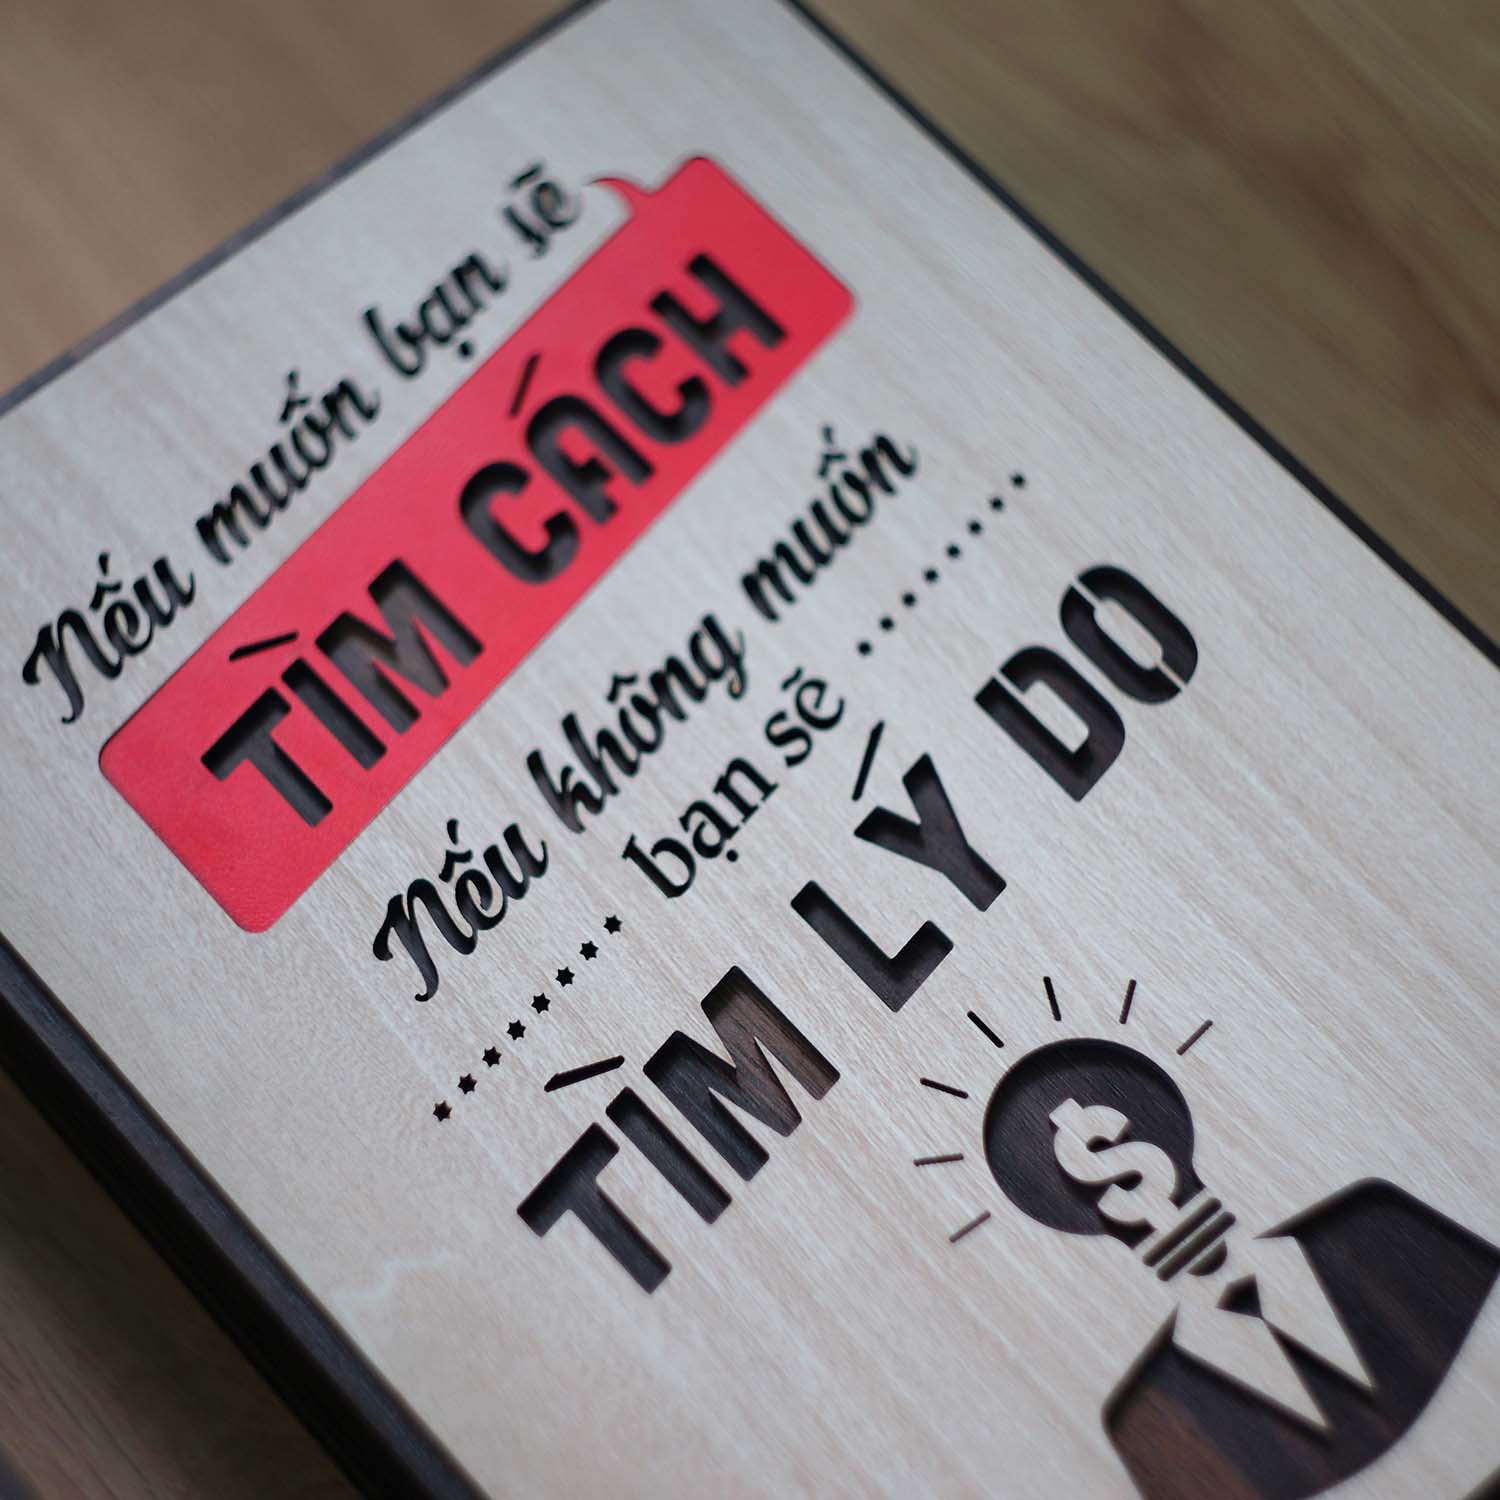 Nếu muốn bạn sẽ
TÌM CÁCH
Nếu không muốn
bạn sẽ
TÌM LÝ DO
$